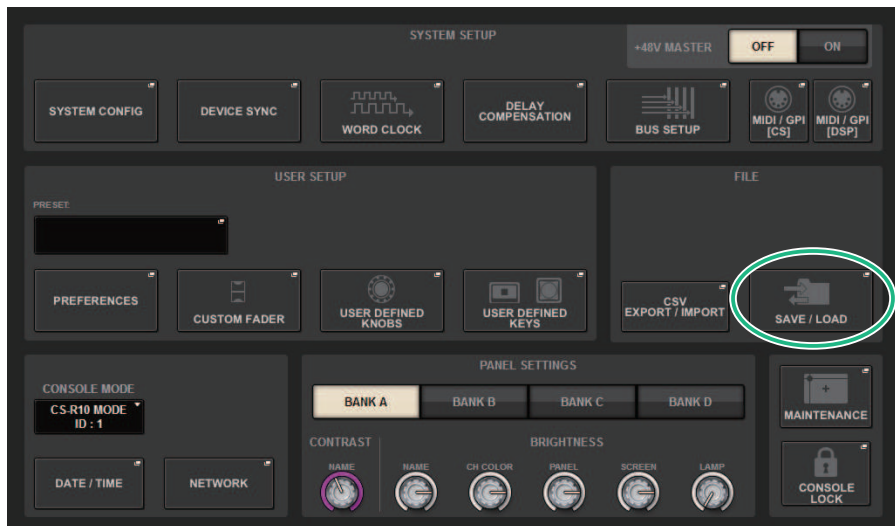 SYSTEM SETUP
+48V MASTER
OFF
ON
SYSTEM CONFIG
DEVICE SYNC
WORD CLOCK
DELAY
COMPENSATION
BUS SETUP
MIDI / GPI
[CS]
MIDI / GPI
[DSP]
USER SETUP
PRESET:
PREFERENCES
CUSTOM FADER
USER DEFINED
KNOBS
USER DEFINED
KEYS
FILE
CSV
EXPORT / IMPORT
SAVE / LOAD
CONSOLE MODE
CS-R10 MODE
ID : 1
DATE / TIME
NETWORK
PANEL SETTINGS
BANK A
BANK B
BANK C
BANK D
CONTRAST
NAME
BRIGHTNESS
NAME
CH COLOR
PANEL
SCREEN
LAMP
MAINTENANCE
CONSOLE
LOCK